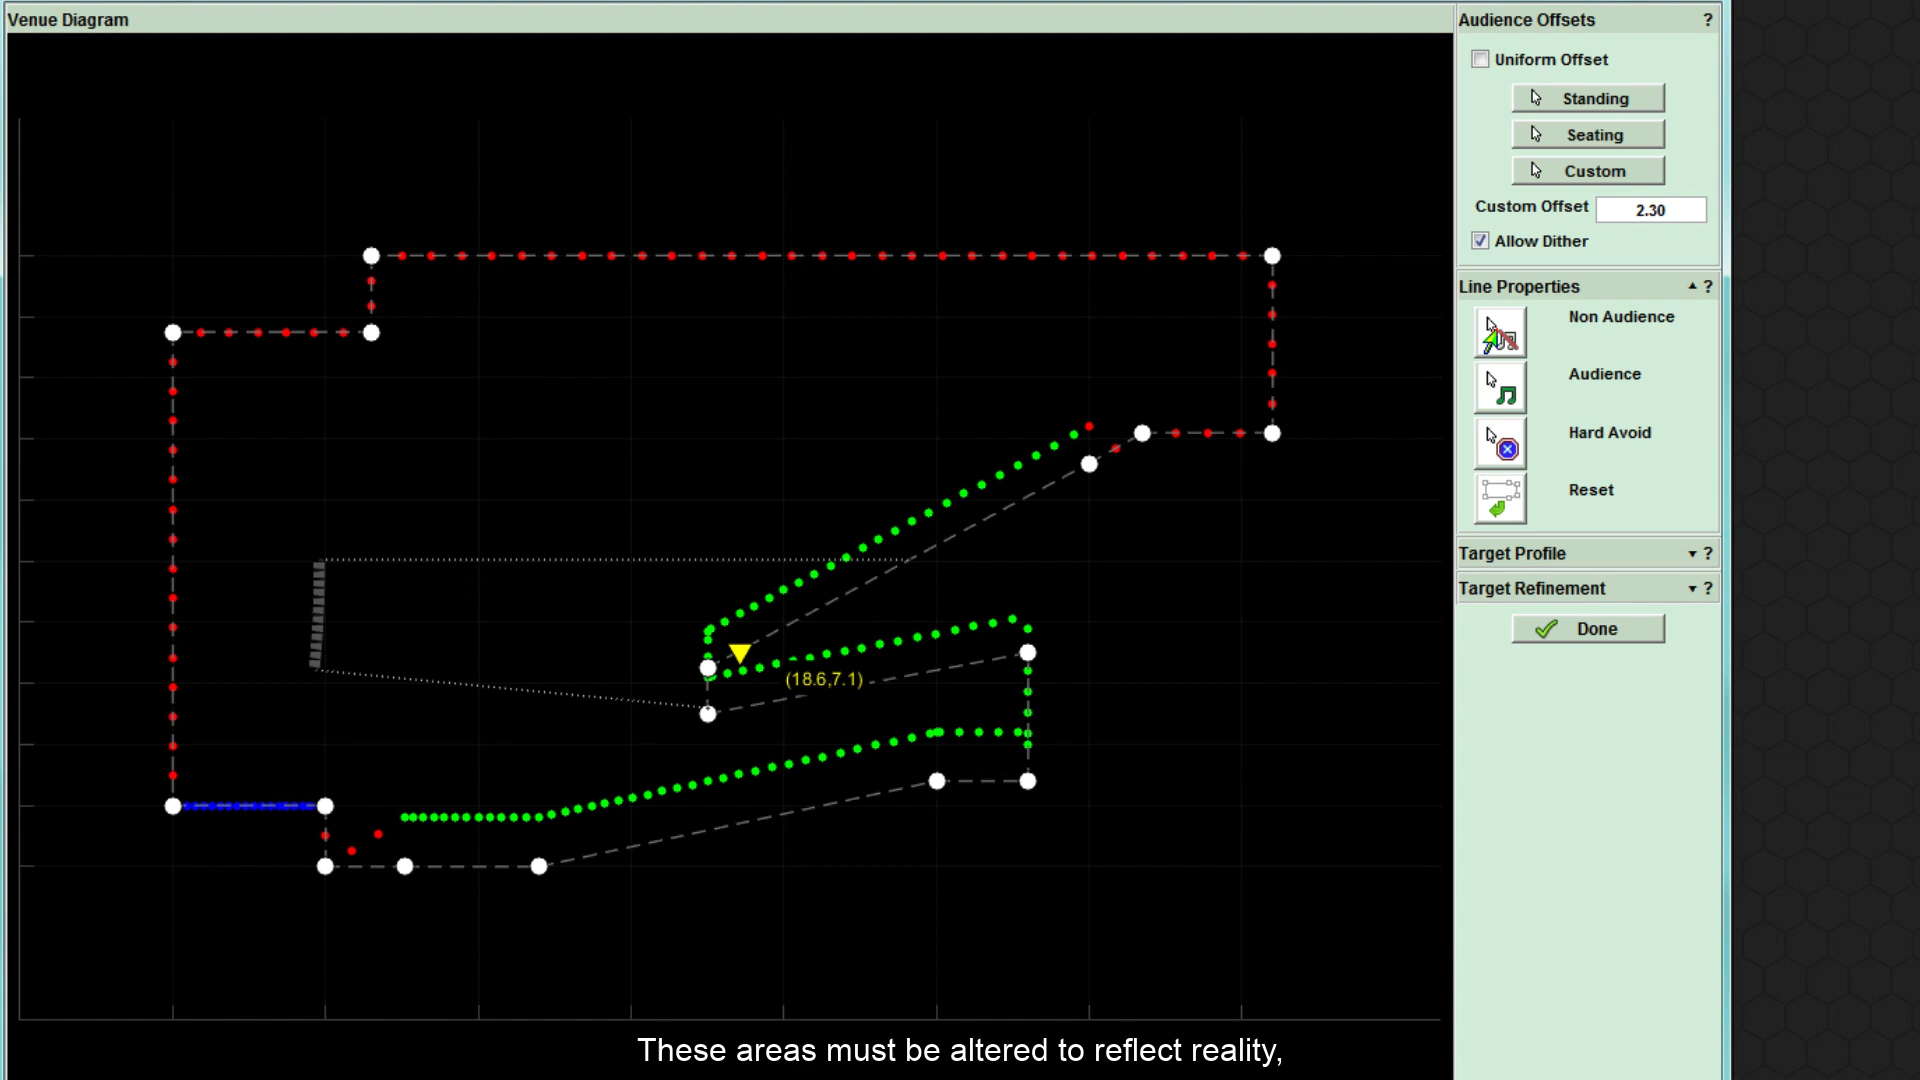 Venue Diagram
(18.6,7.1)
These areas must be altered to reflect reality,
Audience Offsets ?
Uniform Offset
Standing
Seating
Custom
Custom Offset 2.30
Allow Dither
Line Properties ?
Non Audience
Audience
Hard Avoid
Reset
Target Profile ?
Target Refinement ?
Done